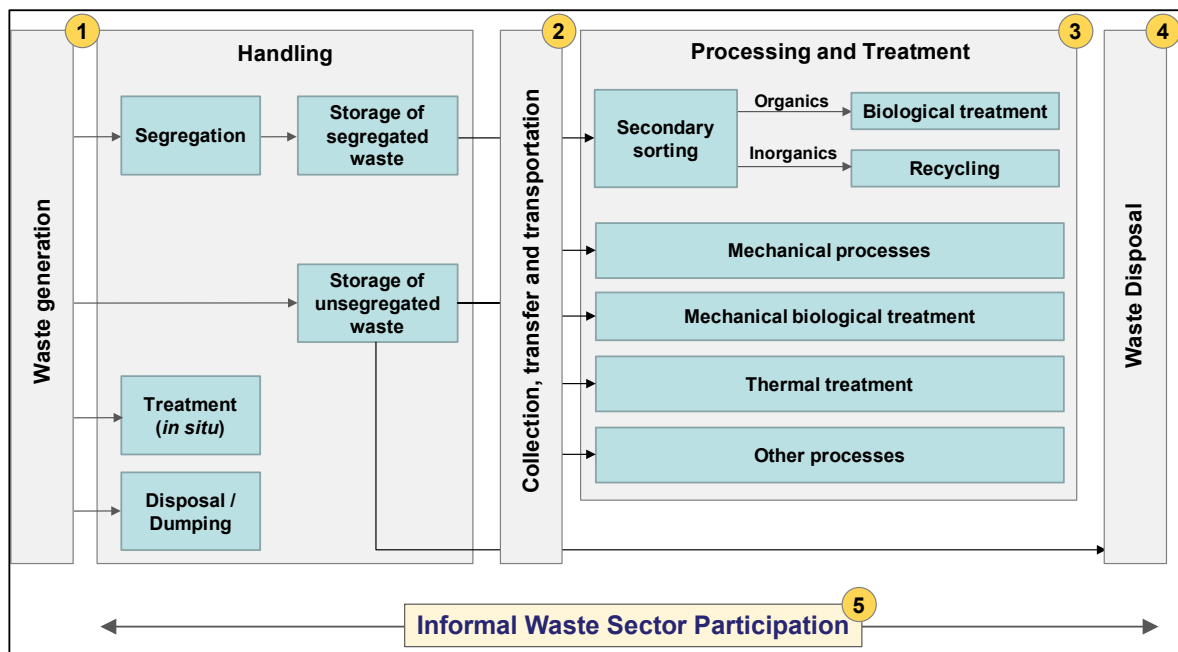 1
2
3
4
Handling
Processing and Treatment
Waste generation
Segregation
Storage of
segregated
waste
Collection, transfer and transportation
Secondary
sorting
Organics
Biological treatment
Inorganics
Recycling
Waste Disposal
Storage of
unsegregated
waste
Mechanical processes
Mechanical biological treatment
Treatment
(in situ)
Thermal treatment
Disposal /
Dumping
Other processes
5
Informal Waste Sector Participation